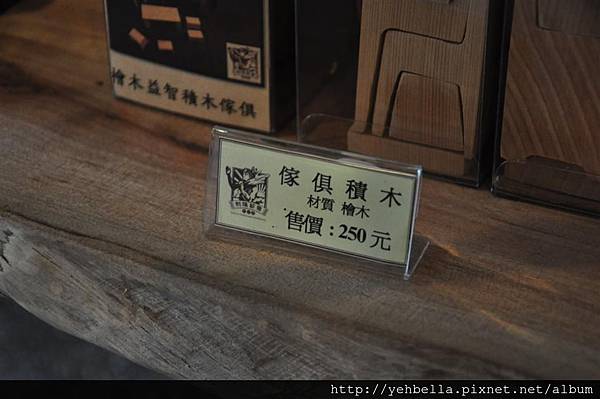 檜木益智積木傢俱
傢俱積木
材質 檜木
售價：250元
http://yehbella.pixnet.net/album